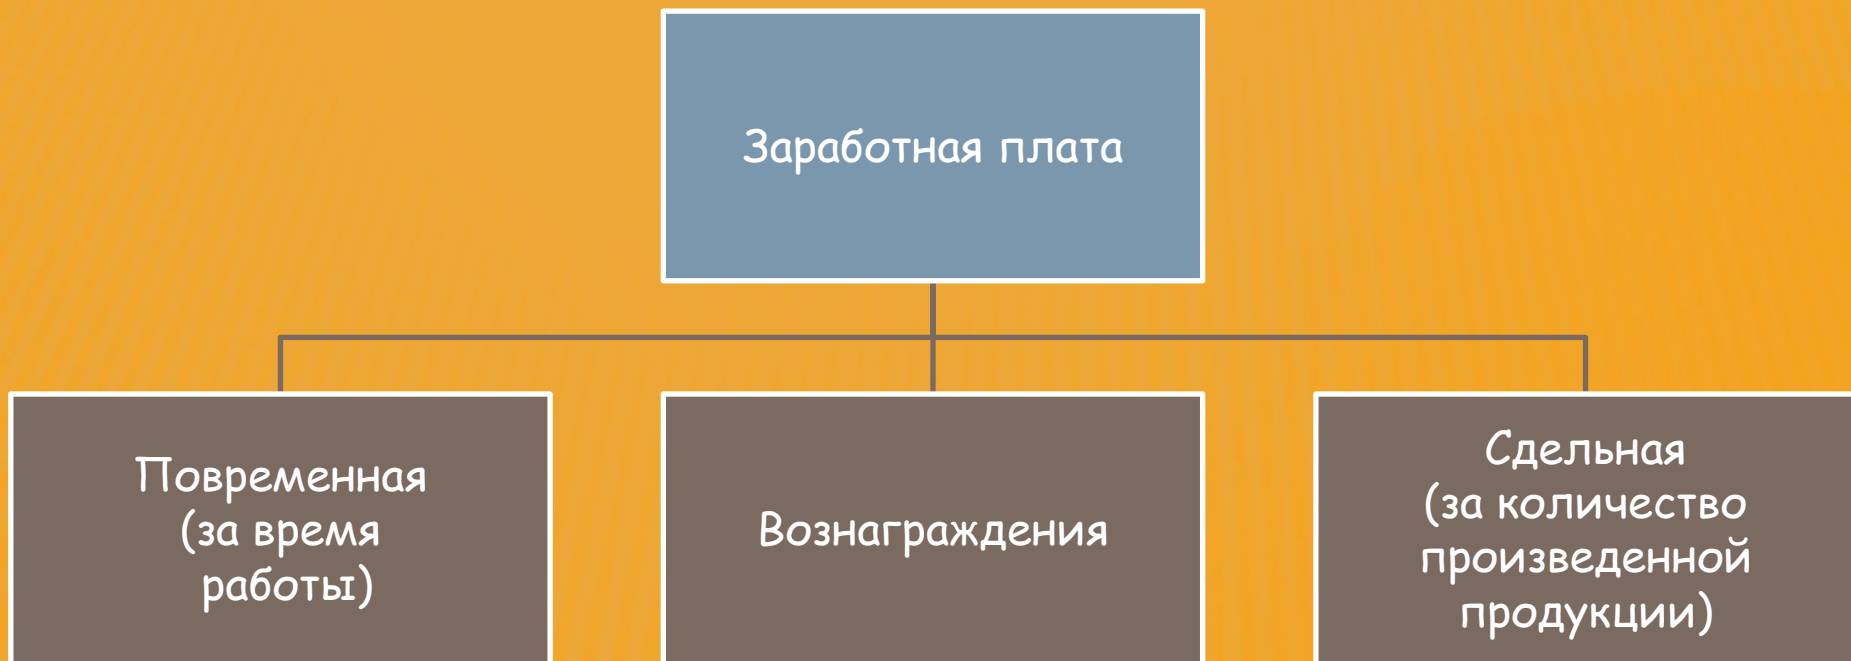 Заработная плата
Повременная
(за время
работы)
Вознаграждения
Сдельная
(за количество
произведенной
продукции)